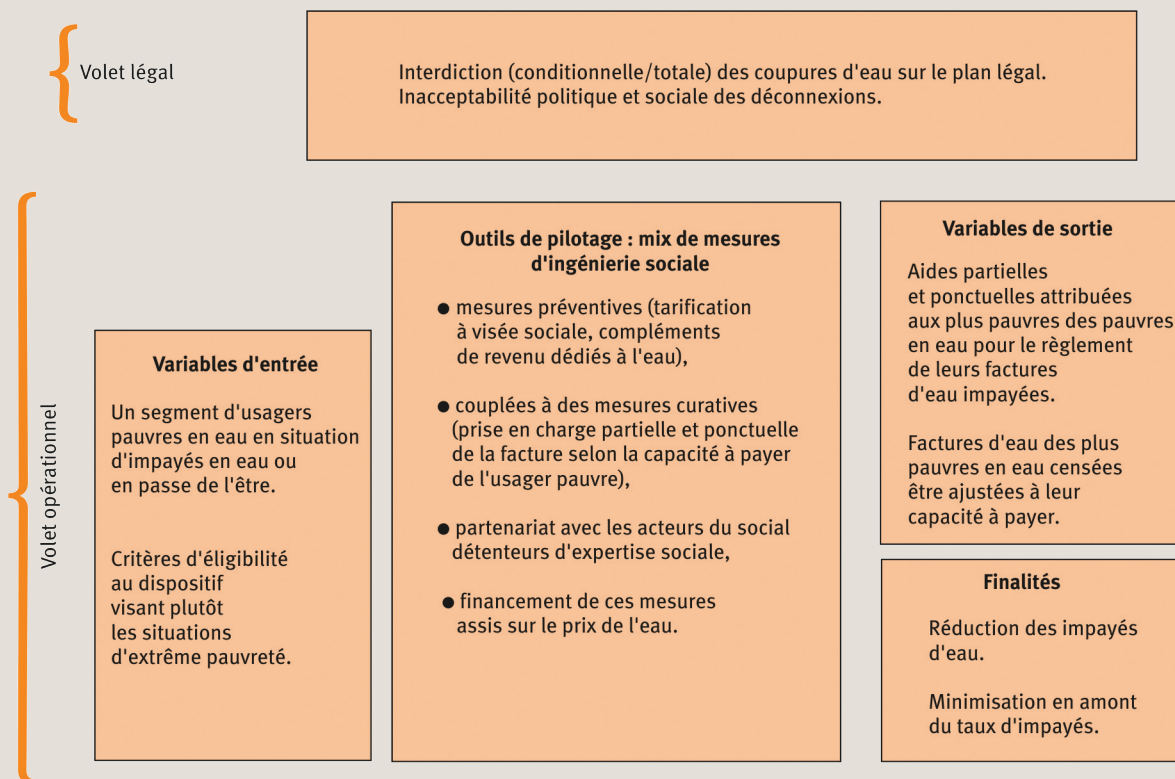 Volet légal
Interdiction (conditionnelle/totale) des coupures d'eau sur le plan légal.
Inacceptabilité politique et sociale des déconnexions.
Volet opérationnel
Variables d'entrée
Un segment d'usagers
pauvres en eau en situation
d'impayés en eau ou
en passe de l'être.
Critères d'éligibilité
au dispositif
visant plutôt
les situations
d'extrême pauvreté.
Outils de pilotage : mix de mesures
d'ingénierie sociale
● mesures préventives (tarification
à visée sociale, compléments
de revenu dédiés à l'eau),
● couplées à des mesures curatives
(prise en charge partielle et ponctuelle
de la facture selon la capacité à payer
de l'usager pauvre),
● partenariat avec les acteurs du social
détenteurs d'expertise sociale,
● financement de ces mesures
assis sur le prix de l'eau.
Variables de sortie
Aides partielles
et ponctuelles attribuées
aux plus pauvres des pauvres
en eau pour le règlement
de leurs factures
d'eau impayées.
Factures d'eau des plus
pauvres en eau censées
être ajustées à leur
capacité à payer.
Finalités
Réduction des impayés
d'eau.
Minimisation en amont
du taux d'impayés.